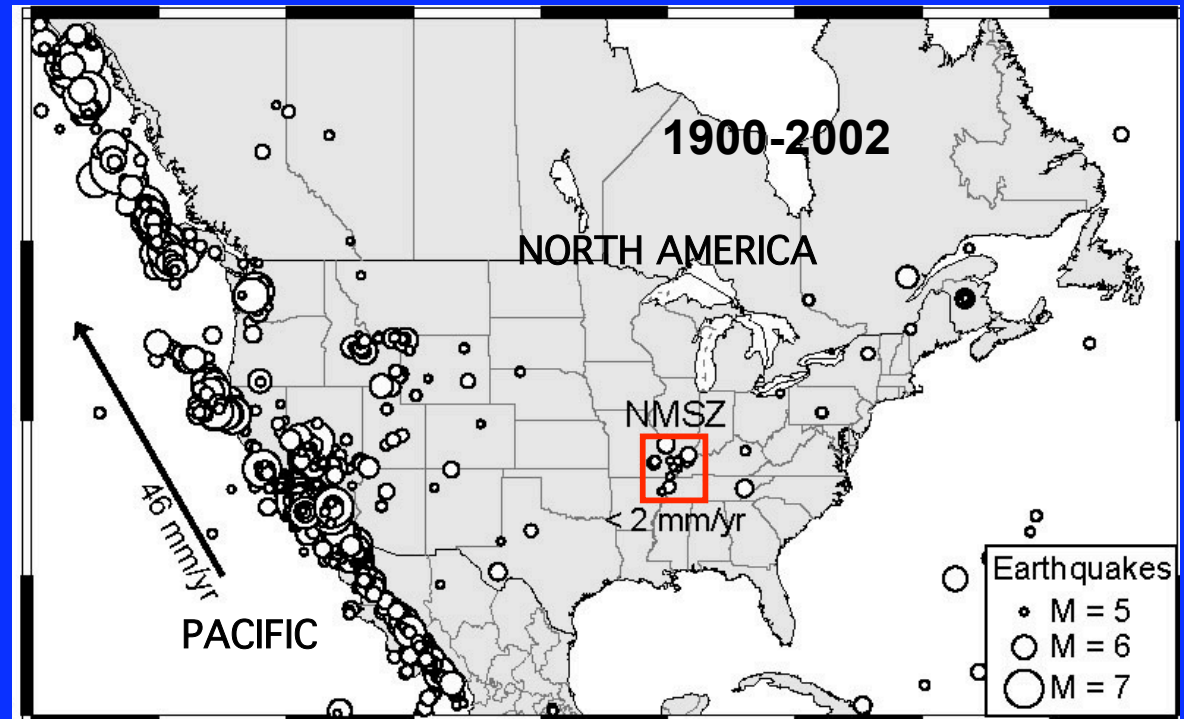 1900-2002
NORTH AMERICA
NMSZ
< 2 mm/yr
46 mm/yr
PACIFIC
Earthquakes
M = 5
M = 6
M = 7